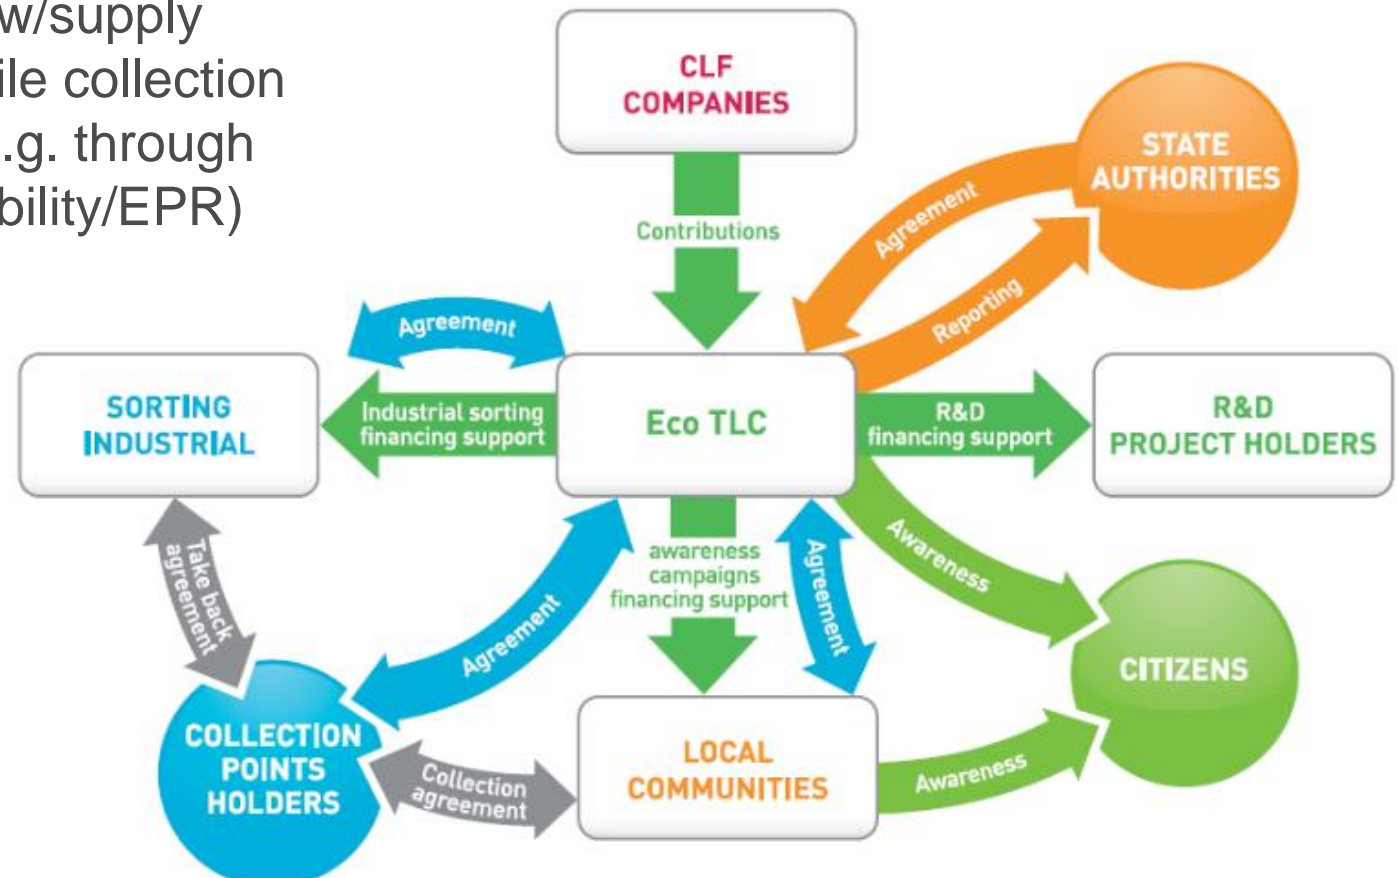 w/supply
ile collection
.g. through
bility/EPR)
CLF
COMPANIES
STATE
AUTHORITIES
Contributions
Agreement
Reporting
Agreement
SORTING
INDUSTRIAL
Industrial sorting
financing support
Eco TLC
R&D
financing support
R&D
PROJECT HOLDERS
Take back
agreement
Agreement
awareness
campaigns
financing support
Agreement
Awareness
CITIZENS
COLLECTION
POINTS
HOLDERS
Collection
agreement
LOCAL
COMMUNITIES
Awareness